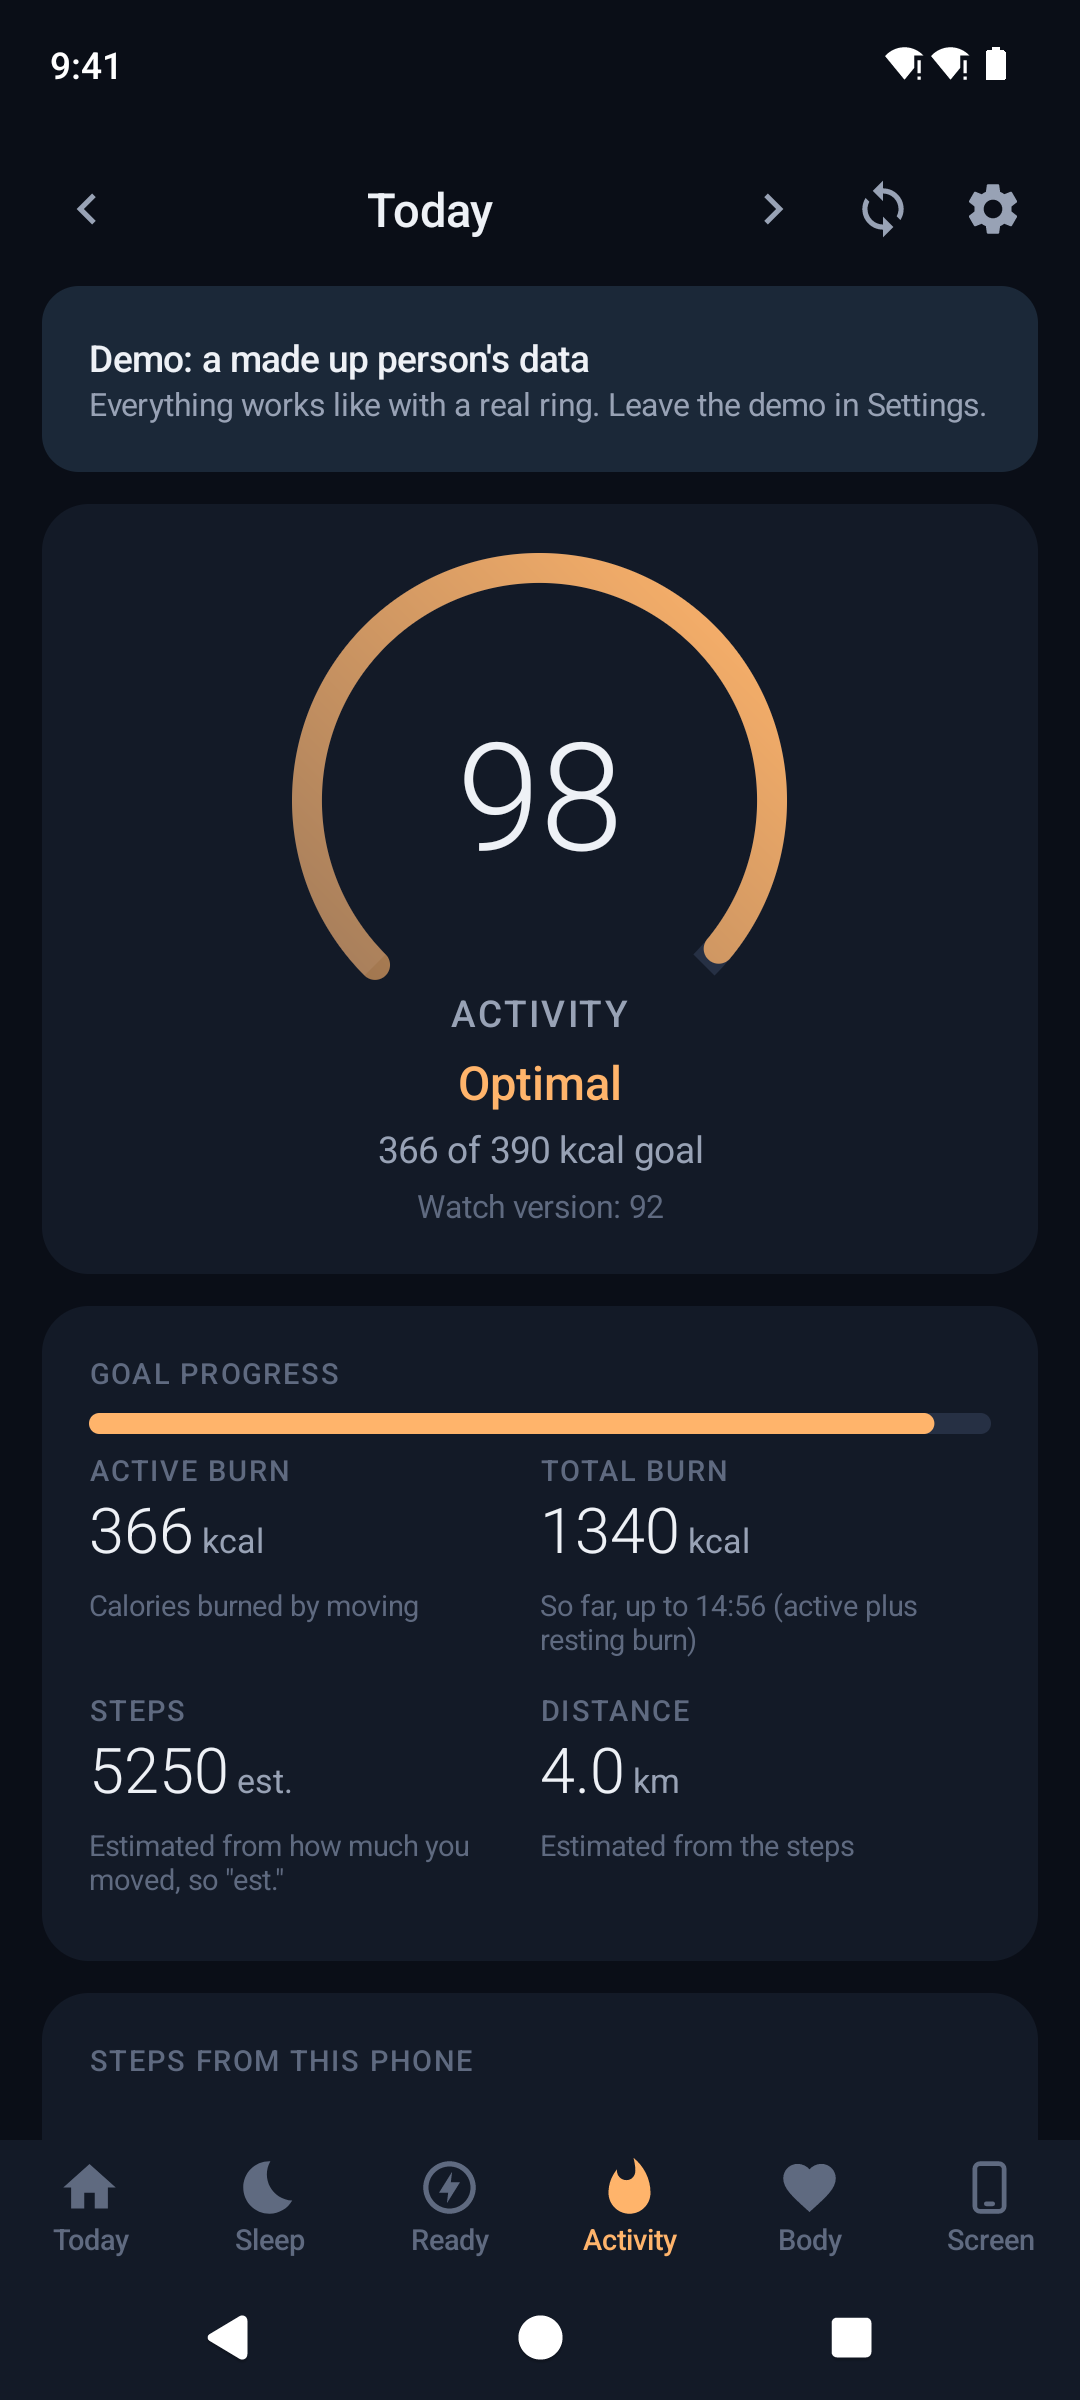 9:41
Today
Demo: a made up person's data
Everything works like with a real ring. Leave the demo in Settings.
98
ACTIVITY
Optimal
366 of 390 kcal goal
Watch version: 92
GOAL PROGRESS
ACTIVE BURN
366 kcal
Calories burned by moving
TOTAL BURN
1340 kcal
So far, up to 14:56 (active plus
resting burn)
STEPS
5250 est.
Estimated from how much you
moved, so "est."
DISTANCE
4.0 km
Estimated from the steps
STEPS FROM THIS PHONE
Today
Sleep
Ready
Activity
Body
Screen